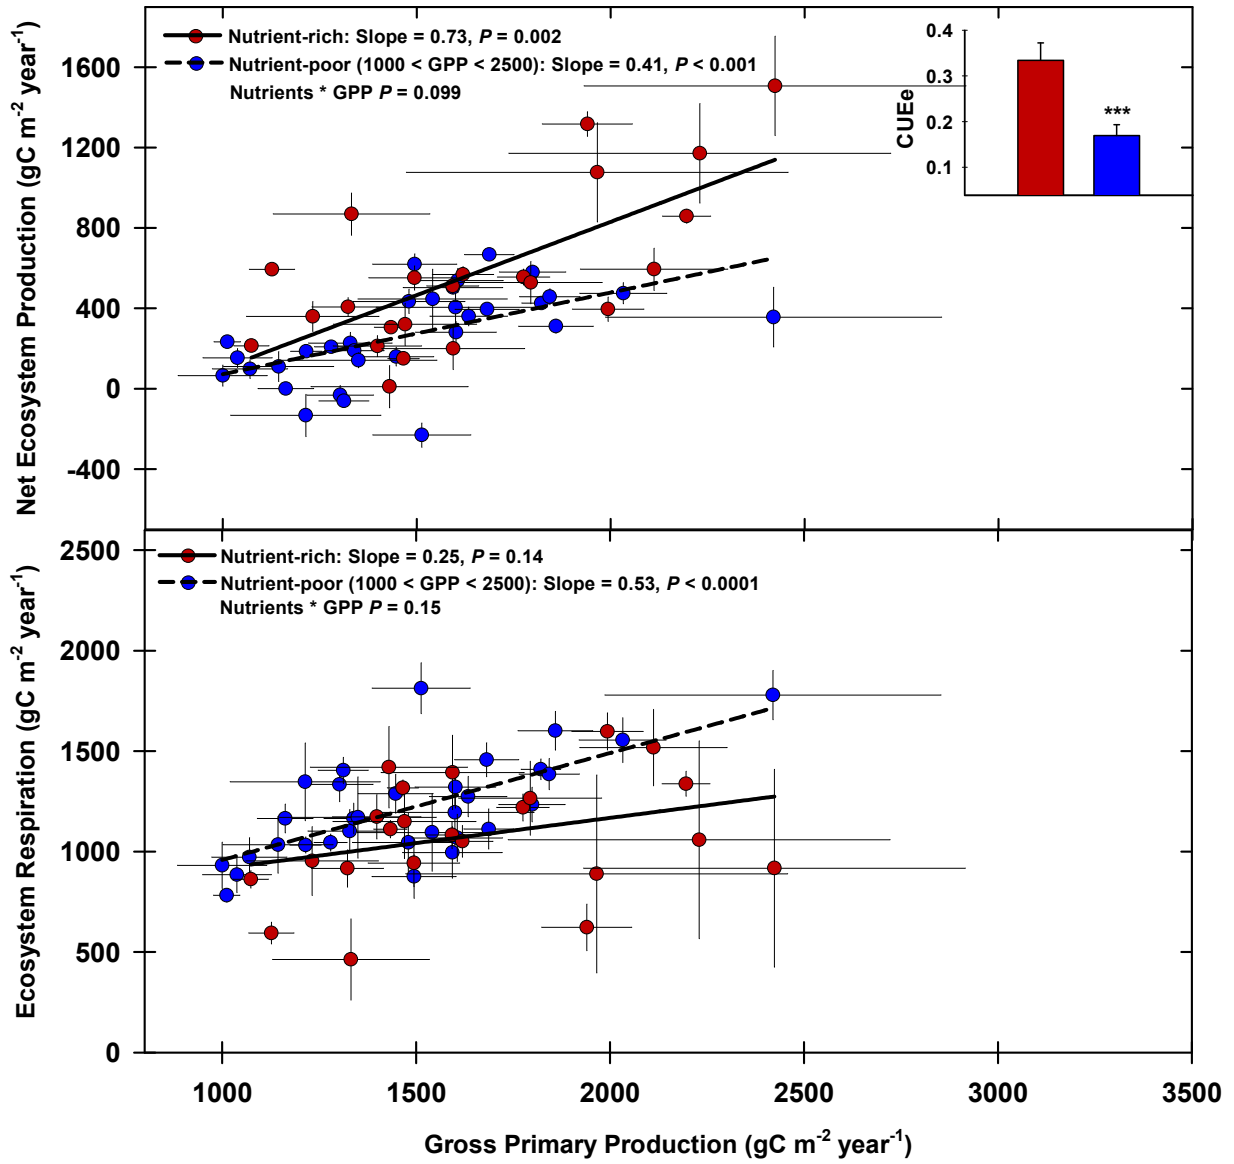 Nutrient-rich: Slope = 0.73, P = 0.002
Nutrient-poor (1000 < GPP < 2500): Slope = 0.41, P < 0.001
Nutrients * GPP P = 0.099
Net Ecosystem Production (gC m-2 year-1)
1600
1200
800
400
0
-400
CUEe
0.4
0.3
0.2
0.1
***
Nutrient-rich: Slope = 0.25, P = 0.14
Nutrient-poor (1000 < GPP < 2500): Slope = 0.53, P < 0.0001
Nutrients * GPP P = 0.15
Ecosystem Respiration (gC m-2 year-1)
2500
2000
1500
1000
500
0
1000 1500 2000 2500 3000 3500
Gross Primary Production (gC m-2 year-1)